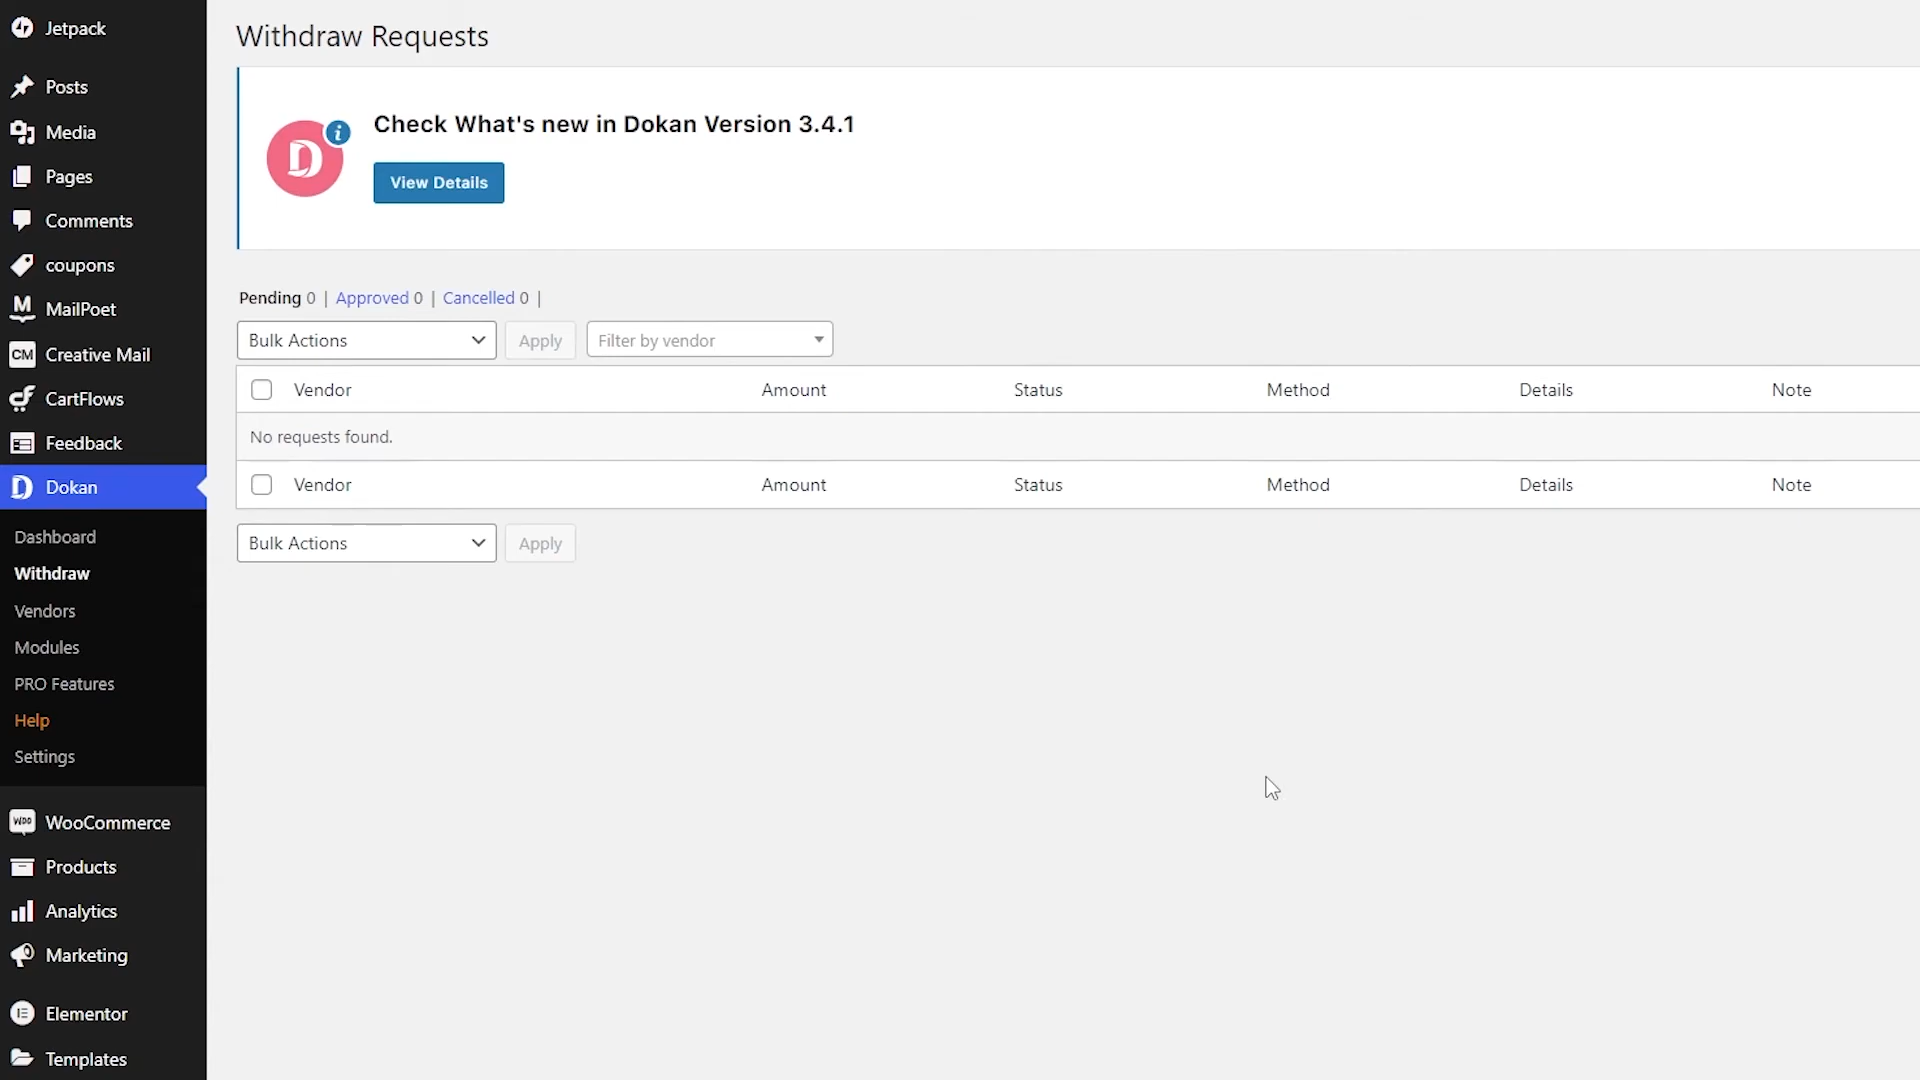 Jetpack
Posts
Media
Pages
Comments
coupons
MailPoet
CM Creative Mail
CartFlows
Feedback
Dokan
Dashboard
Withdraw
Vendors
Modules
PRO Features
Help
Settings
Woo WooCommerce
Products
Analytics
Marketing
Elementor
Templates
Withdraw Requests
Check What's new in Dokan Version 3.4.1
View Details
Pending 0 | Approved 0 | Cancelled 0 |
Bulk Actions Apply Filter by vendor
Vendor Amount Status Method Details Note
No requests found.
Vendor Amount Status Method Details Note
Bulk Actions Apply